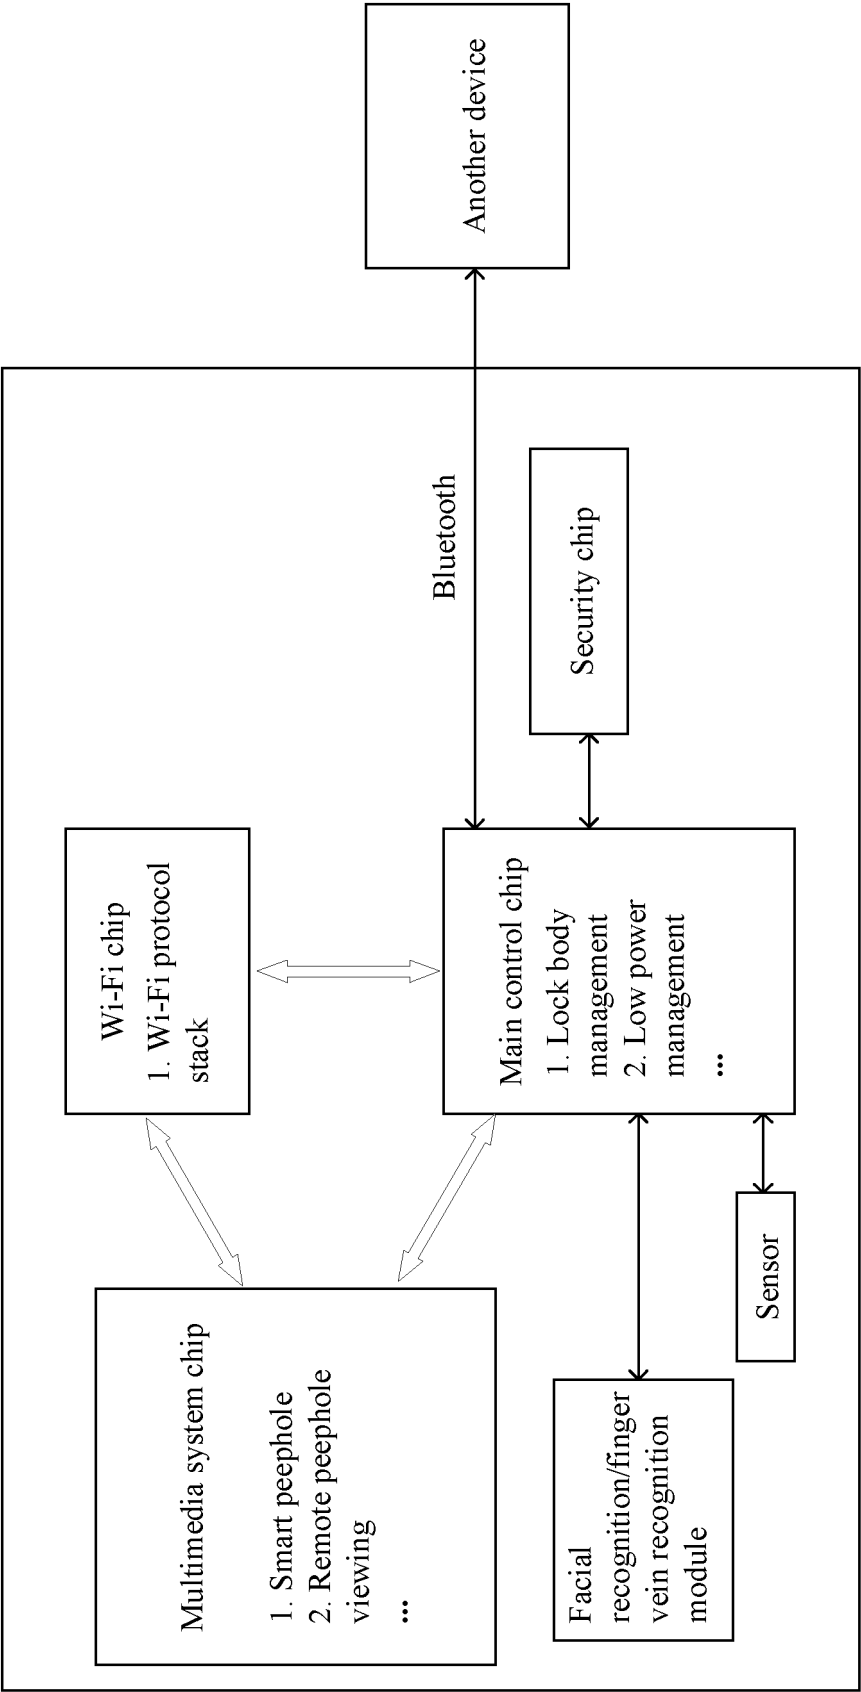 Multimedia system chip
1. Smart peephole
2. Remote peephole
viewing
...
Wi-Fi chip
1. Wi-Fi protocol
stack
Facial
recognition/finger
vein recognition
module
Sensor
Main control chip
1. Lock body
management
2. Low power
management
...
Bluetooth
Security chip
Another device